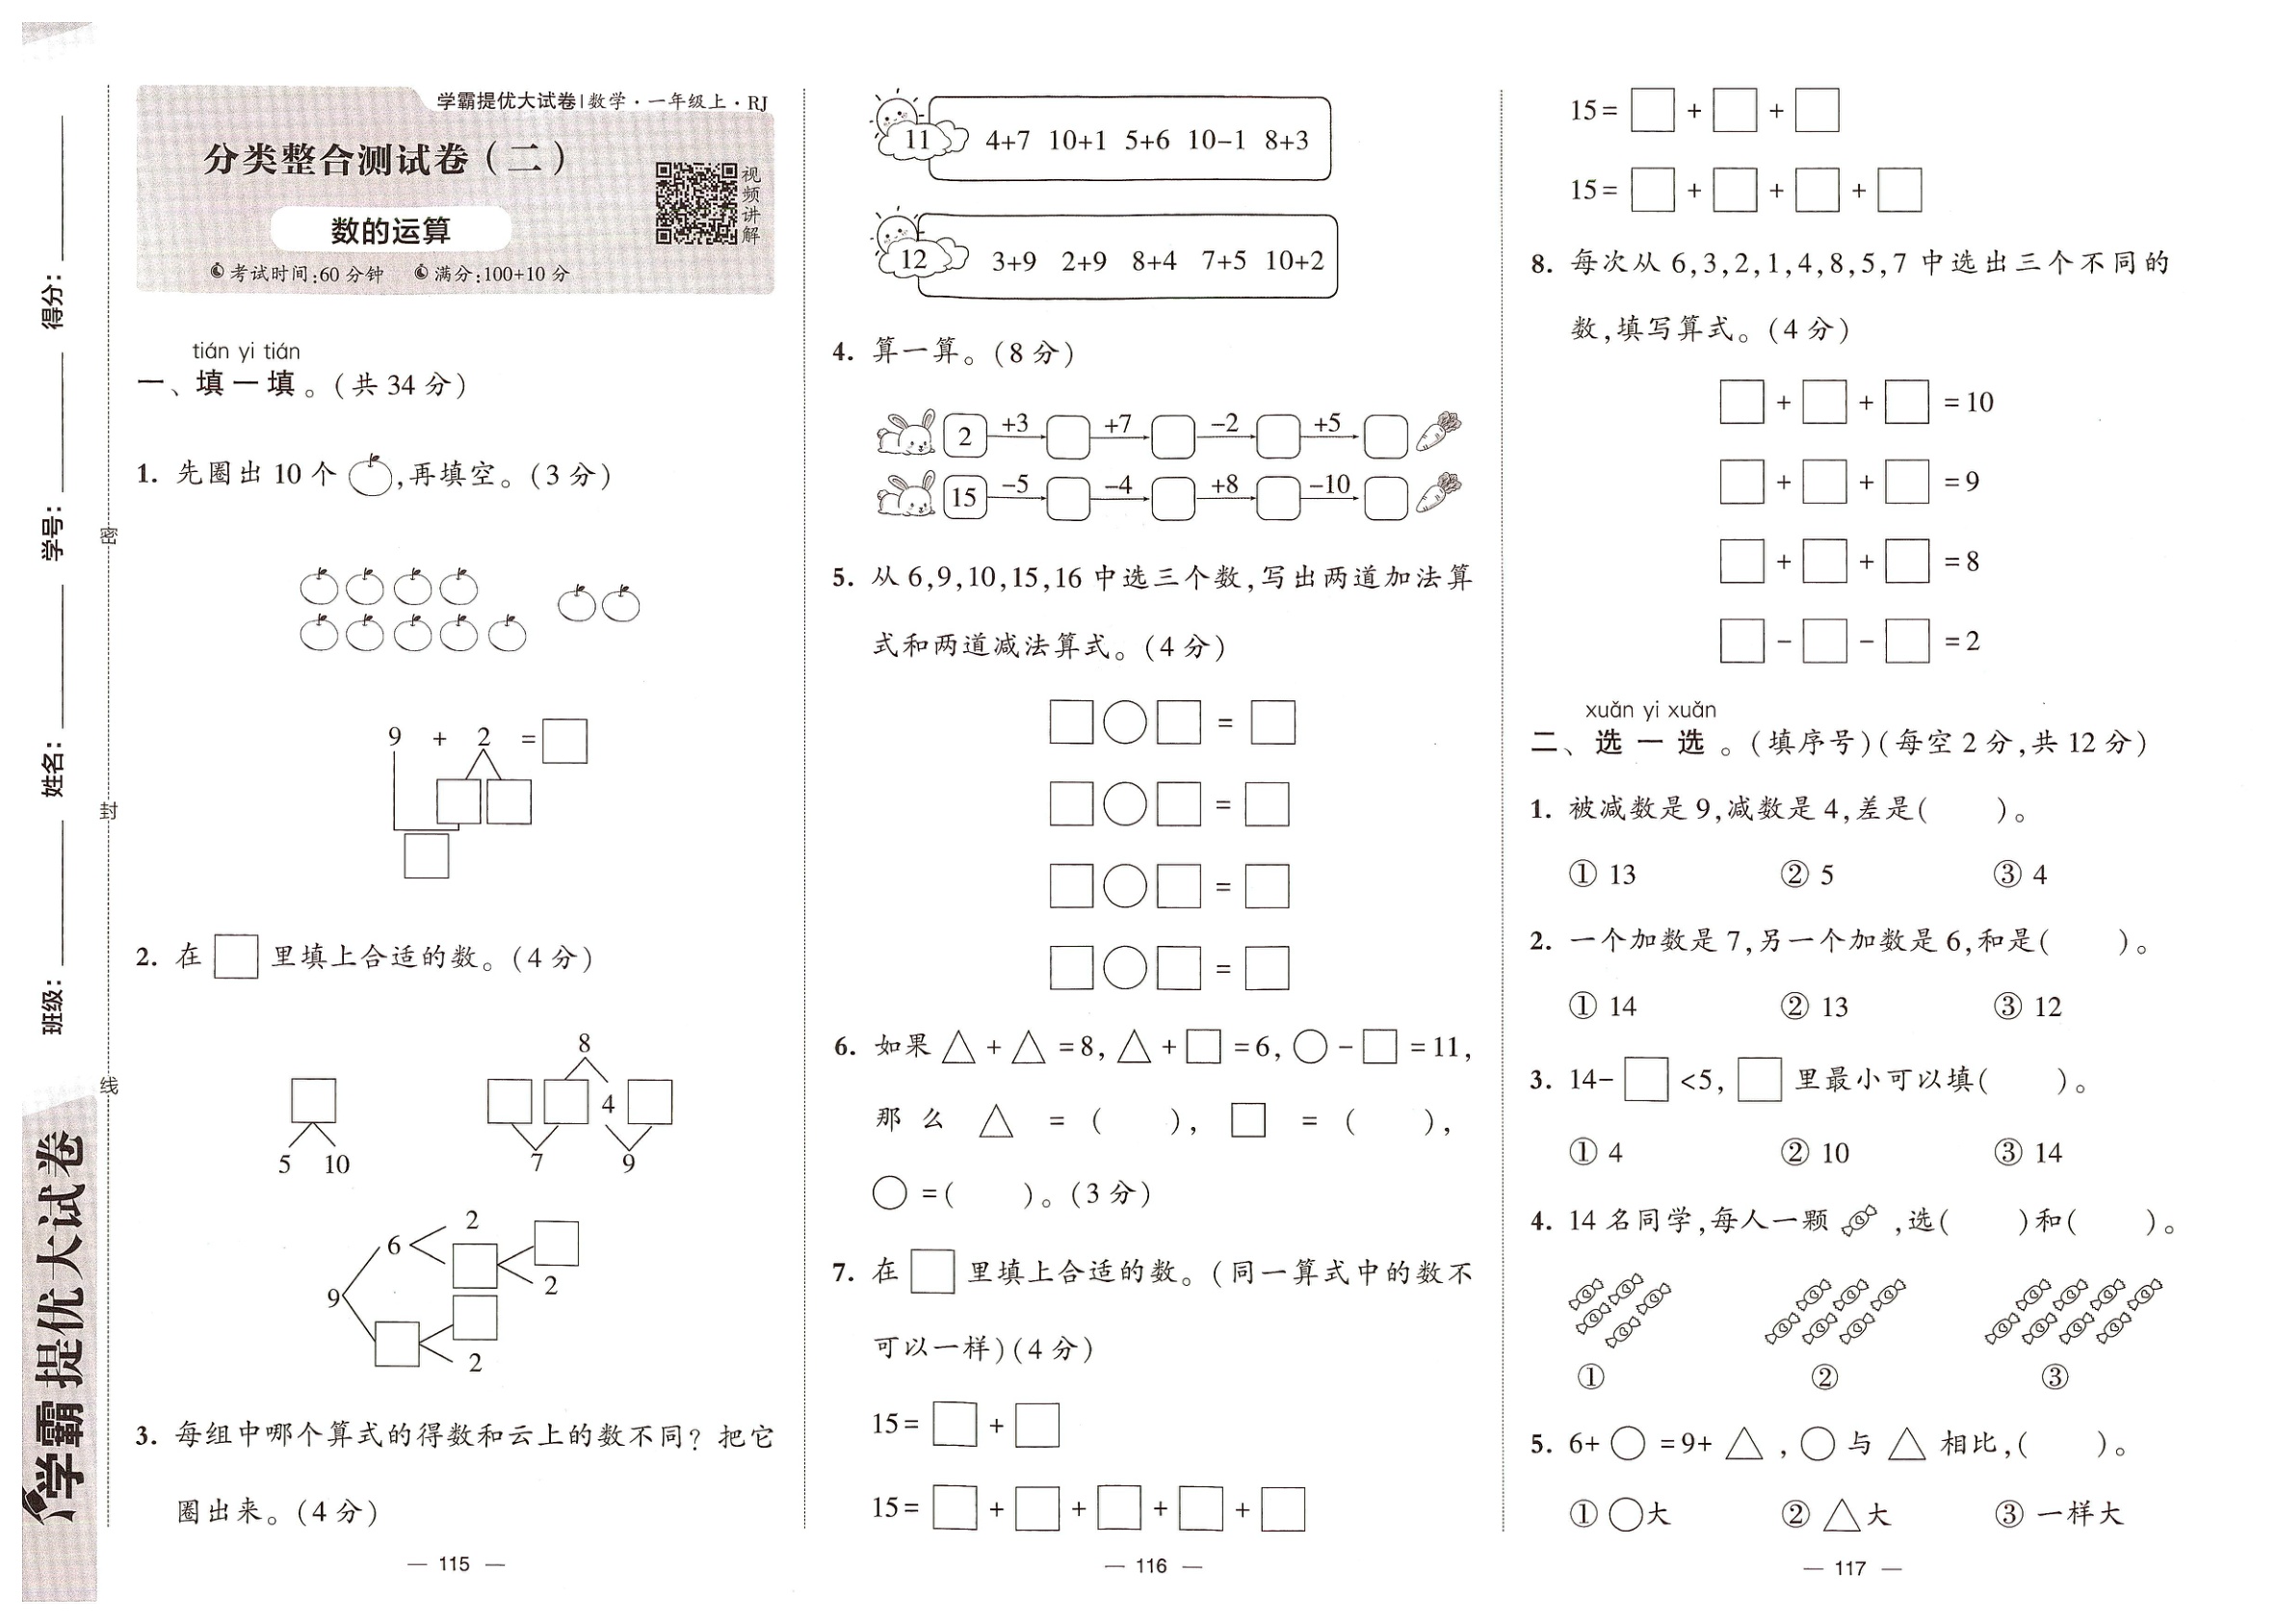 得分：
学号：
姓名：
班级：
密
封
线
学霸提优大试卷
学霸提优大试卷|数学·一年级上·RJ
分类整合测试卷(二)
数的运算
视频讲解
考试时间:60分钟 满分:100+10分
tián yi tián
一、填一填。(共34分)
1. 先圈出10个 ,再填空。(3分)
9 + 2 = □
□ □
□
2. 在 □ 里填上合适的数。(4分)
8
□ □ □ 4 □
5 10 7 9
2
6 □
□ 2
9
□
□
2
3. 每组中哪个算式的得数和云上的数不同? 把它
圈出来。(4分)
— 115 —
11 4+7 10+1 5+6 10−1 8+3
12 3+9 2+9 8+4 7+5 10+2
4. 算一算。(8分)
2 +3 □ +7 □ −2 □ +5 □
15 −5 □ −4 □ +8 □ −10 □
5. 从6,9,10,15,16中选三个数,写出两道加法算
式和两道减法算式。(4分)
□○□=□
□○□=□
□○□=□
□○□=□
6. 如果△+△=8,△+□=6,○−□=11,
那么 △ = ( ), □ = ( ),
○=( )。(3分)
7. 在 □ 里填上合适的数。(同一算式中的数不
可以一样)(4分)
15=□+□
15=□+□+□+□+□
— 116 —
15=□+□+□
15=□+□+□+□
8. 每次从6,3,2,1,4,8,5,7中选出三个不同的
数,填写算式。(4分)
□+□+□=10
□+□+□=9
□+□+□=8
□−□−□=2
xuǎn yi xuǎn
二、选一选。(填序号)(每空2分,共12分)
1. 被减数是9,减数是4,差是( )。
① 13 ② 5 ③ 4
2. 一个加数是7,另一个加数是6,和是( )。
① 14 ② 13 ③ 12
3. 14−□<5,□里最小可以填( )。
① 4 ② 10 ③ 14
4. 14名同学,每人一颗 ,选( )和( )。
① ② ③
5. 6+○=9+△,○与△相比,( )。
① ○大 ② △大 ③ 一样大
— 117 —